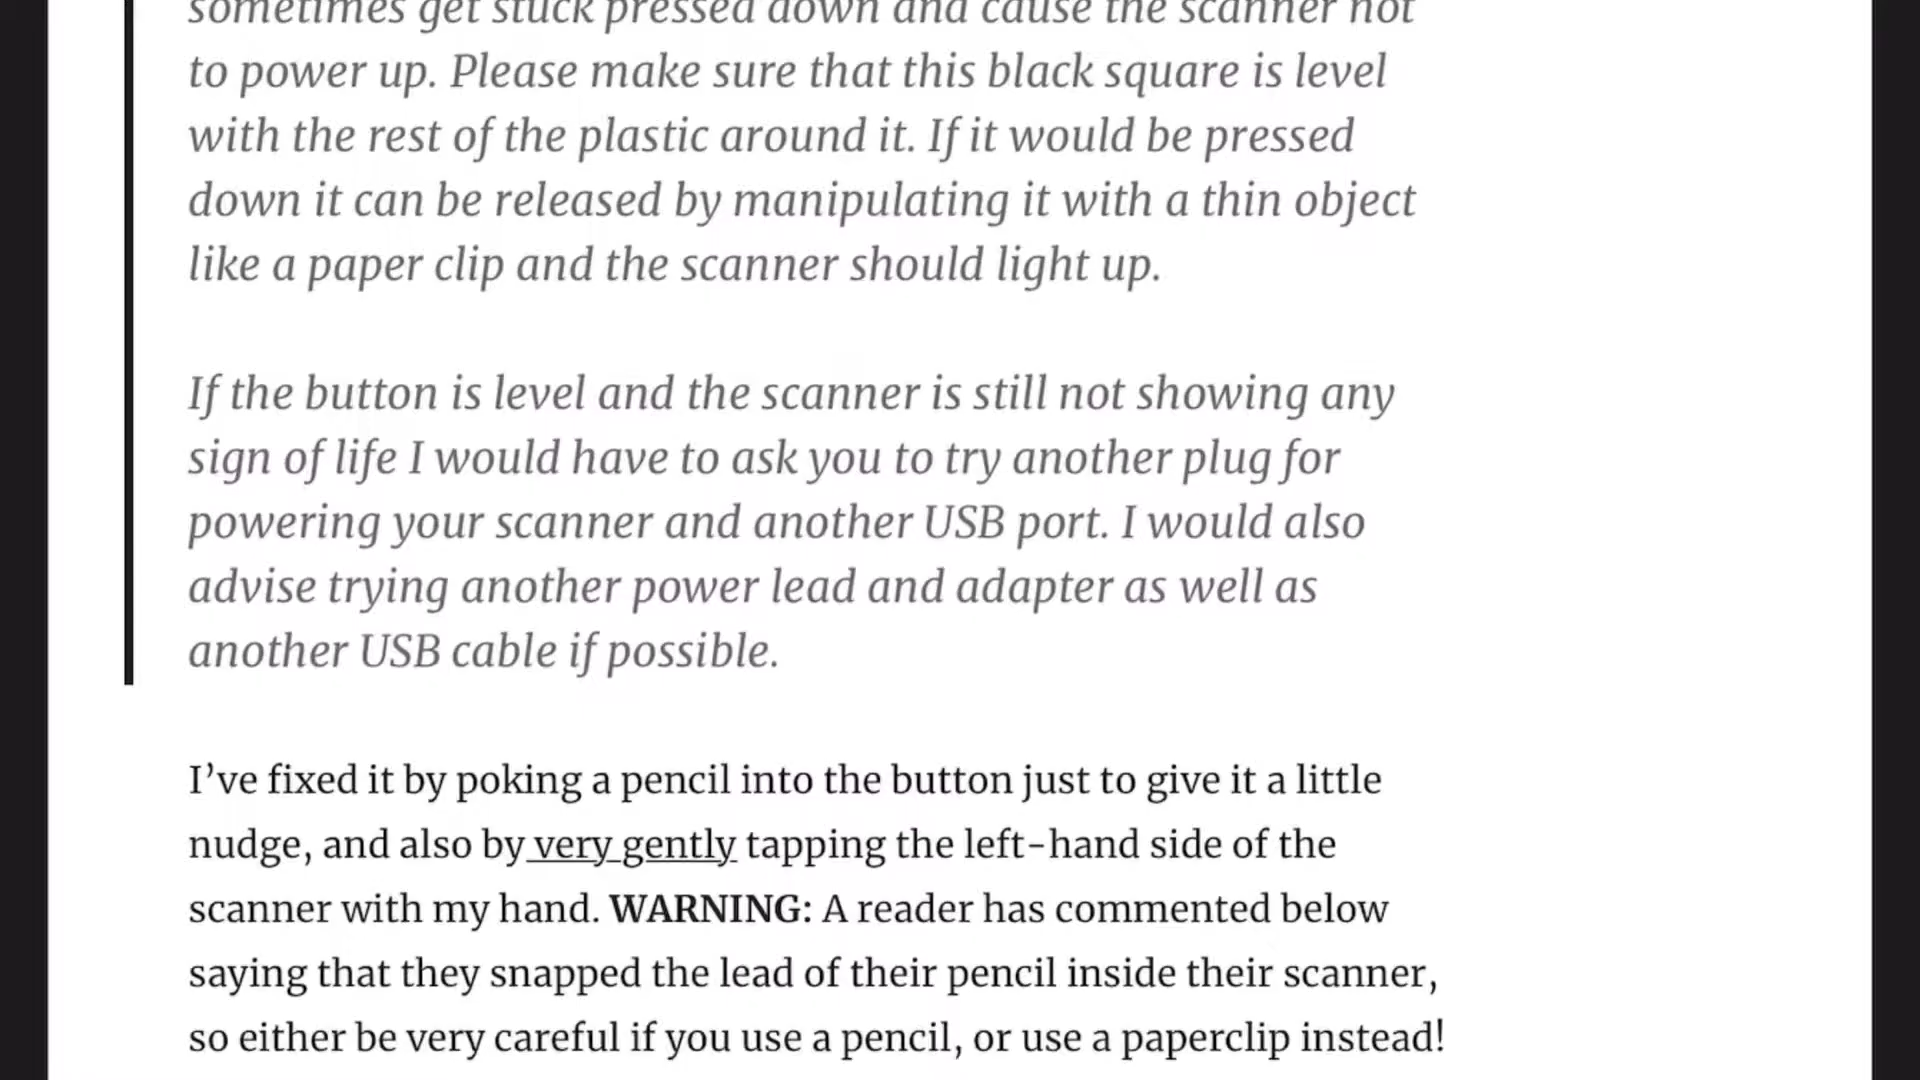 sometimes get stuck pressed down and cause the scanner not
to power up. Please make sure that this black square is level
with the rest of the plastic around it. If it would be pressed
down it can be released by manipulating it with a thin object
like a paper clip and the scanner should light up.
If the button is level and the scanner is still not showing any
sign of life I would have to ask you to try another plug for
powering your scanner and another USB port. I would also
advise trying another power lead and adapter as well as
another USB cable if possible.
I’ve fixed it by poking a pencil into the button just to give it a little
nudge, and also by very gently tapping the left-hand side of the
scanner with my hand. WARNING: A reader has commented below
saying that they snapped the lead of their pencil inside their scanner,
so either be very careful if you use a pencil, or use a paperclip instead!